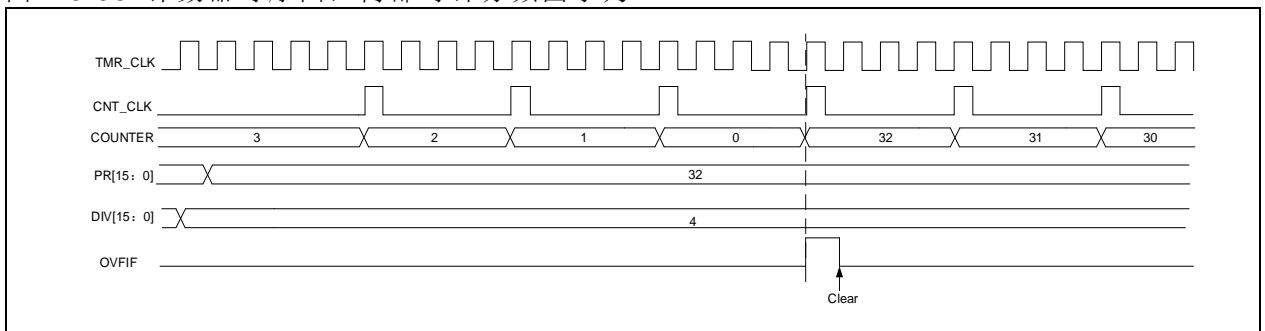 TMR_CLK
CNT_CLK
COUNTER 3 2 1 0 32 31 30
PR[15：0] 32
DIV[15：0] 4
OVFIF
Clear